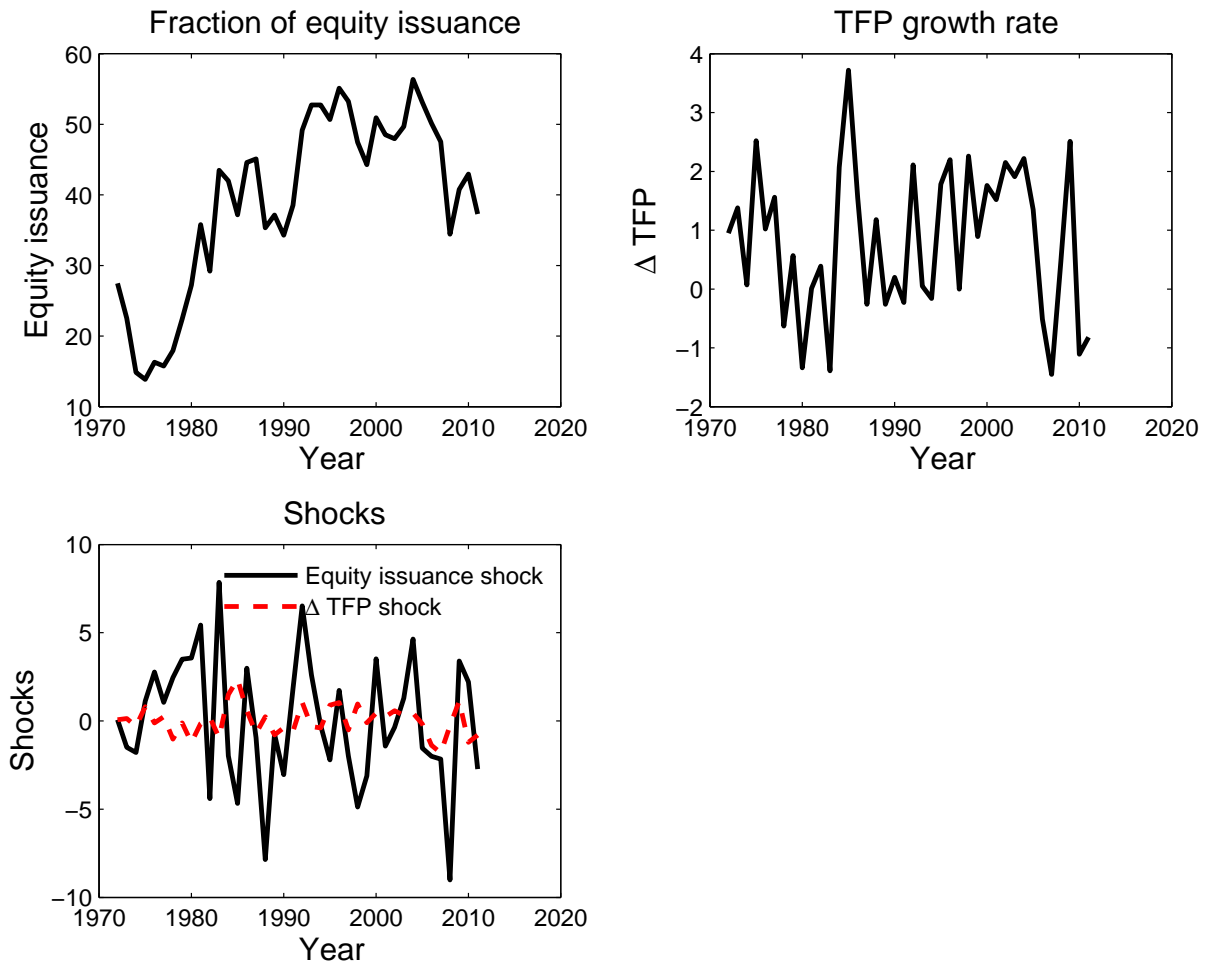 Fraction of equity issuance
60
50
40
30
20
10
Equity issuance
1970 1980 1990 2000 2010 2020
Year
TFP growth rate
4
3
2
1
0
−1
−2
Δ TFP
1970 1980 1990 2000 2010 2020
Year
Shocks
10
5
0
−5
−10
Shocks
Equity issuance shock
Δ TFP shock
1970 1980 1990 2000 2010 2020
Year